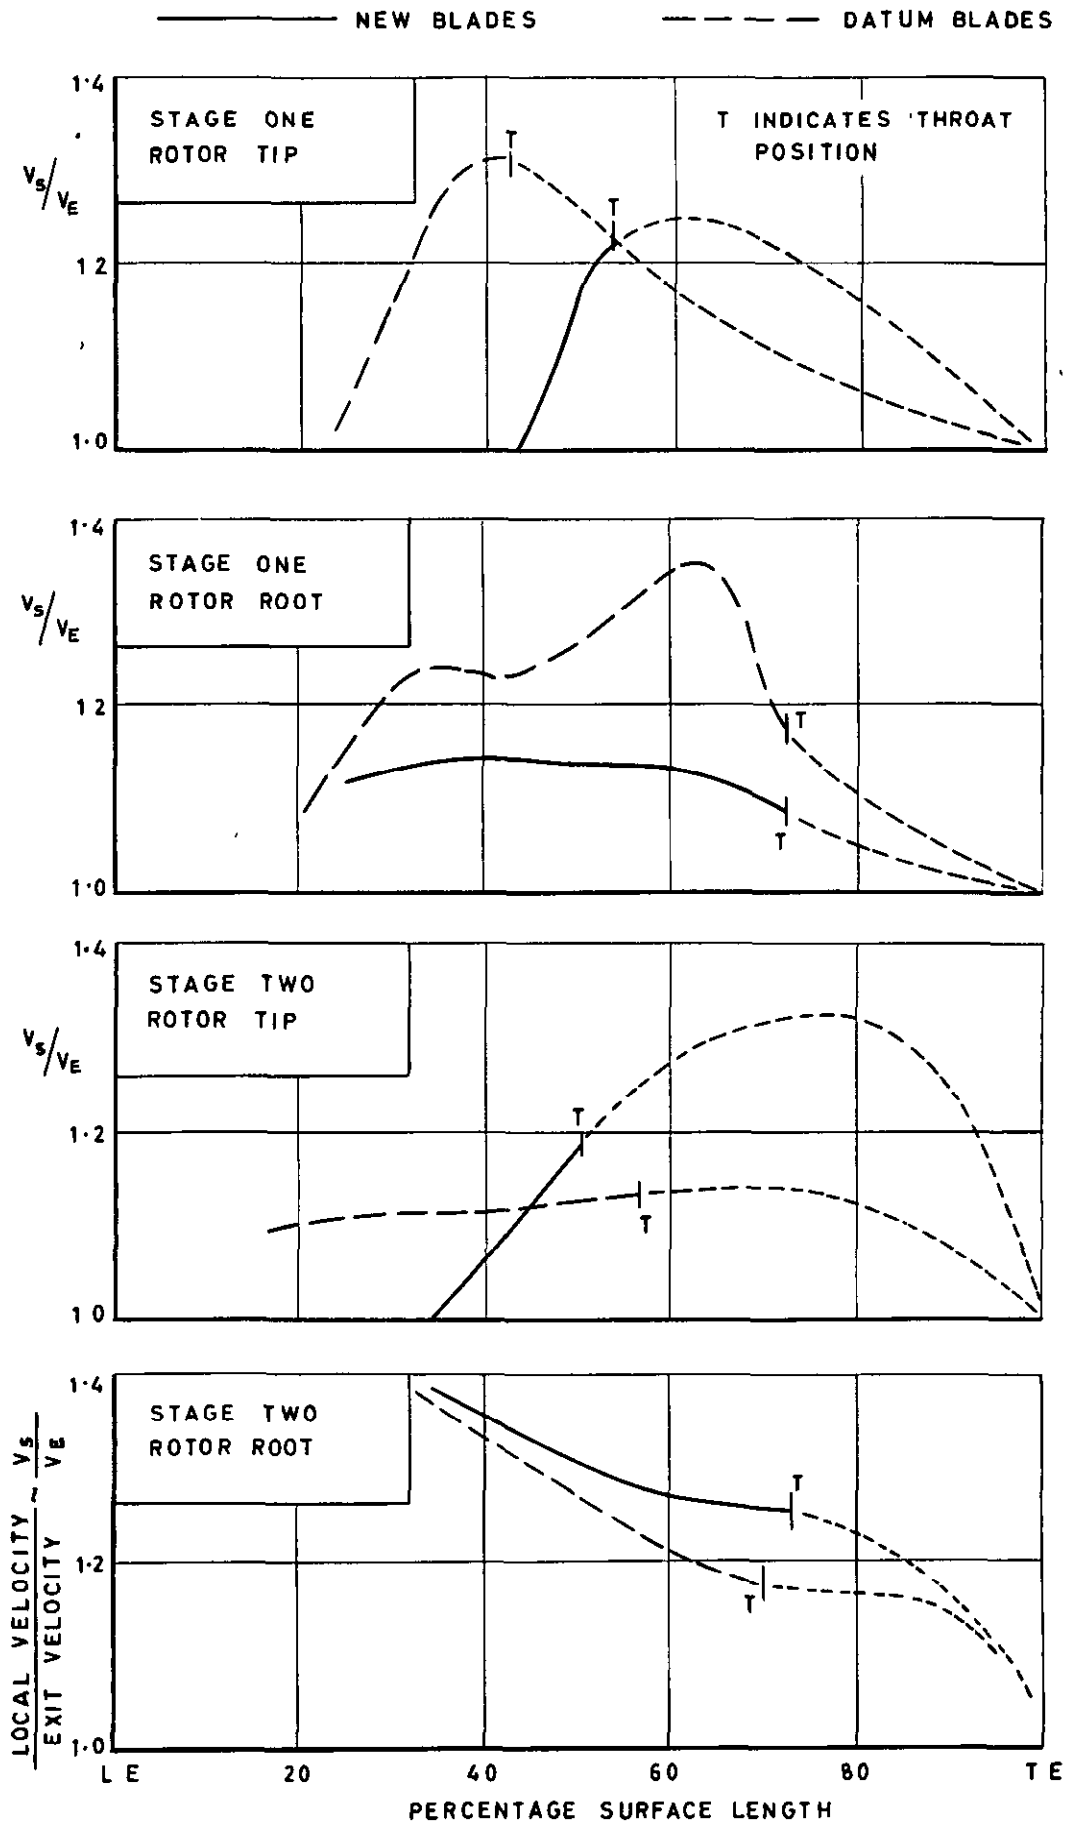 NEW BLADES DATUM BLADES
1·4
STAGE ONE
ROTOR TIP
T INDICATES THROAT
POSITION
T
T
VS/VE
1 2
1·0
1·4
STAGE ONE
ROTOR ROOT
VS/VE
1 2
T
T
1·0
1·4
STAGE TWO
ROTOR TIP
VS/VE
T
1·2
T
1 0
1·4
STAGE TWO
ROTOR ROOT
T
1·2
T
LOCAL VELOCITY ~ VS
EXIT VELOCITY VE
1·0
L E 20 40 60 80 T E
PERCENTAGE SURFACE LENGTH